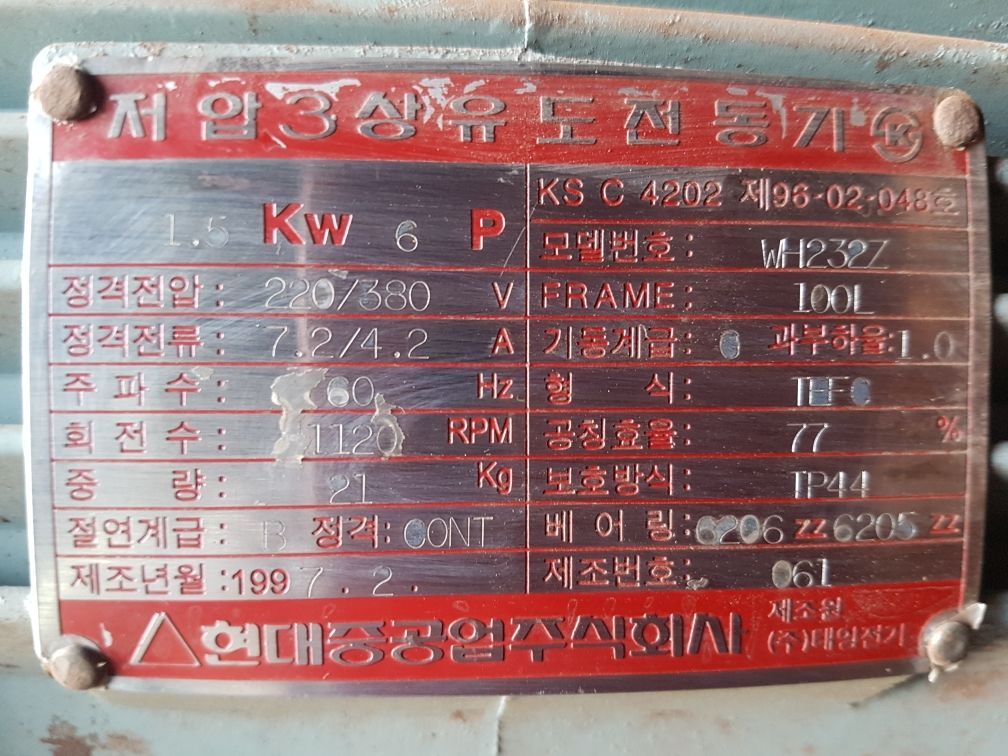 저압3상유도전동기 K
1.5 Kw 6 P
KS C 4202 제96-02-048호
모델번호: WH232Z
정격전압: 220/380 V
FRAME: 100L
정격전류: 7.2/4.2 A
기동계급: 과부하율: 1.0
주파수: 60 Hz
형 식:
회전수: 1120 RPM
공칭효율: 77 %
중 량: 21 Kg
보호방식: IP44
절연계급: B 정격: CONT
베어링: 6206 ZZ 6205 ZZ
제조년월: 1997. 2.
제조번호: 061
현대중공업주식회사
제조원
(주)태일전기